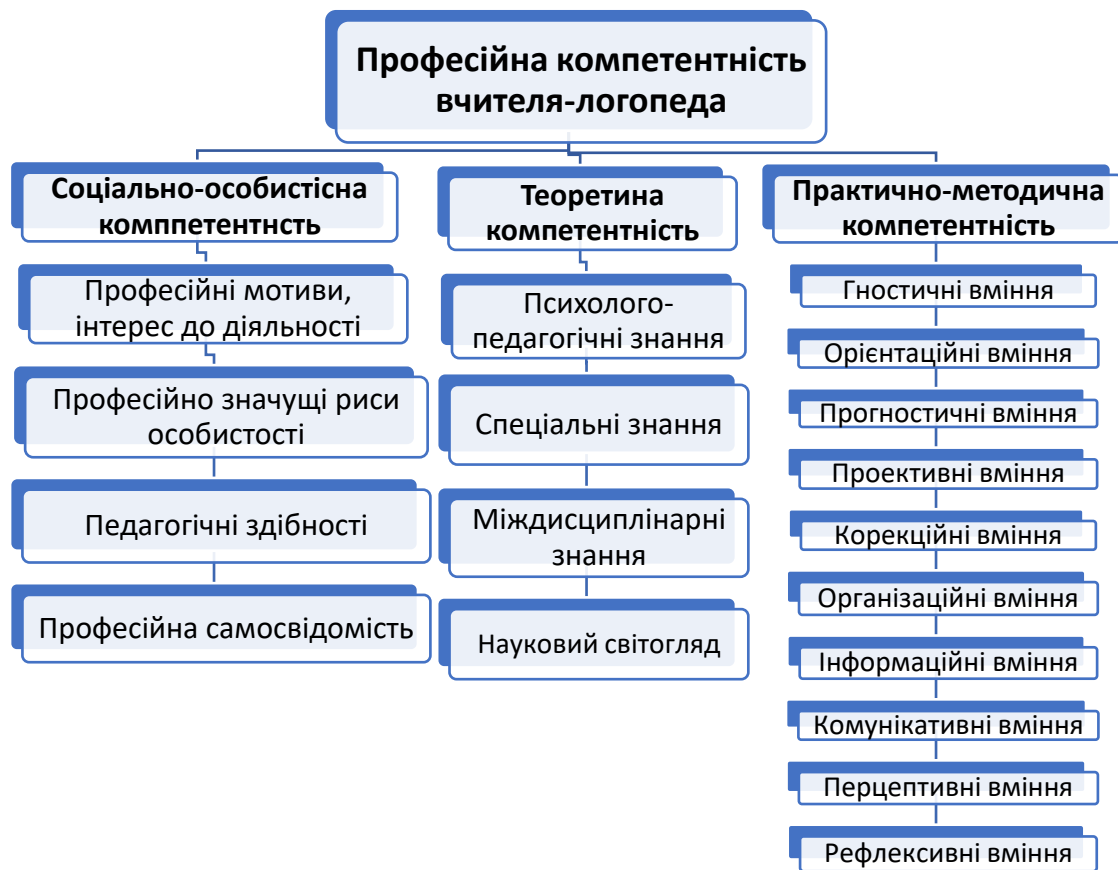 Професійна компетентність
вчителя-логопеда
Соціально-особистісна
комппетентнсть
Професійні мотиви,
інтерес до діяльності
Професійно значущі риси
особистості
Педагогічні здібності
Професійна самосвідомість
Теоретина
компетентність
Психолого-
педагогічні знання
Спеціальні знання
Міждисциплінарні
знання
Науковий світогляд
Практично-методична
компетентність
Гностичні вміння
Орієнтаційні вміння
Прогностичні вміння
Проективні вміння
Корекційні вміння
Організаційні вміння
Інформаційні вміння
Комунікативні вміння
Перцептивні вміння
Рефлексивні вміння